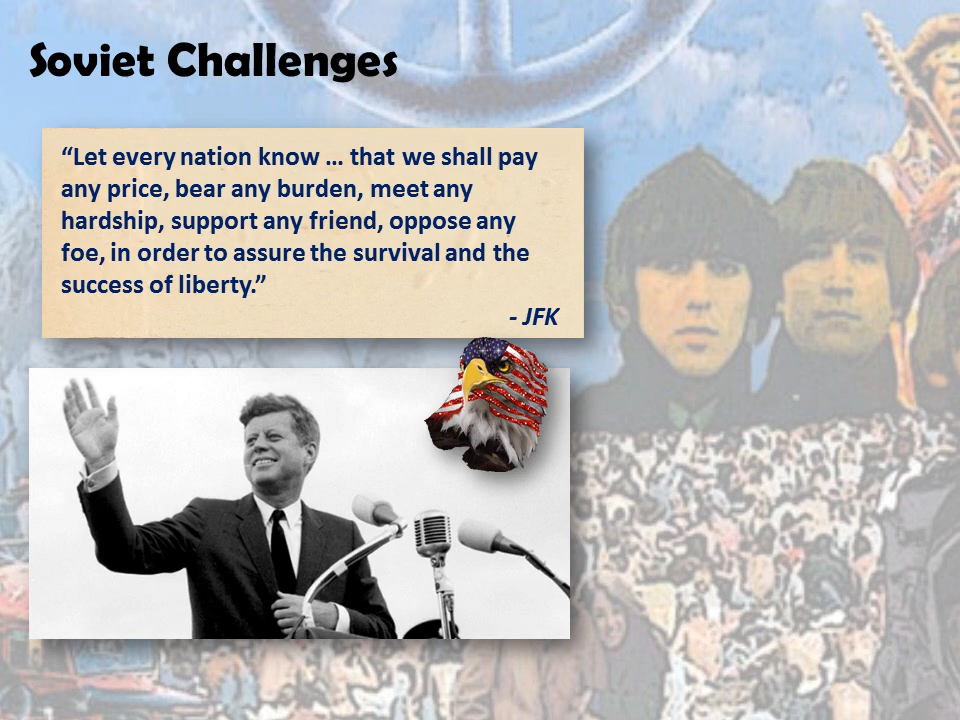 Soviet Challenges
“Let every nation know … that we shall pay
any price, bear any burden, meet any
hardship, support any friend, oppose any
foe, in order to assure the survival and the
success of liberty.”
- JFK